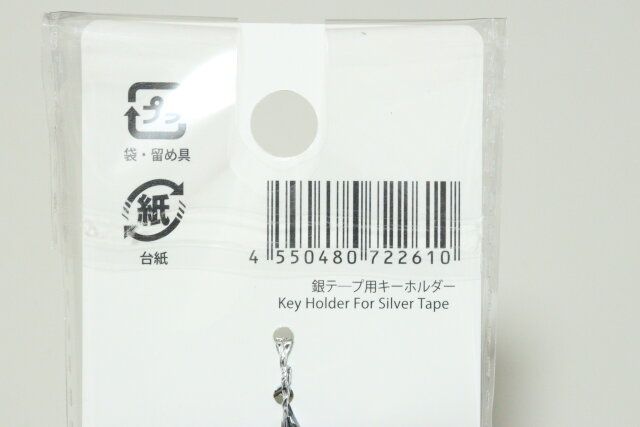 プラ
袋・留め具
紙
台紙
4 550480 722610
銀テープ用キーホルダー
Key Holder For Silver Tape